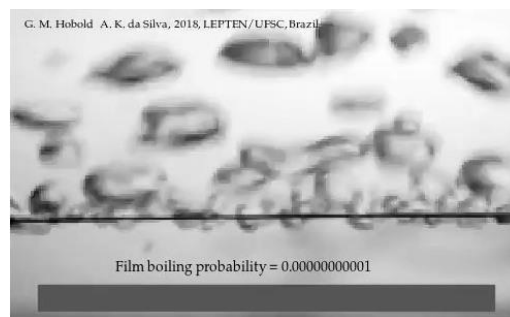 G. M. Hobold A. K. da Silva, 2018, LEPTEN/UFSC, Brazil
Film boiling probability = 0.00000000001